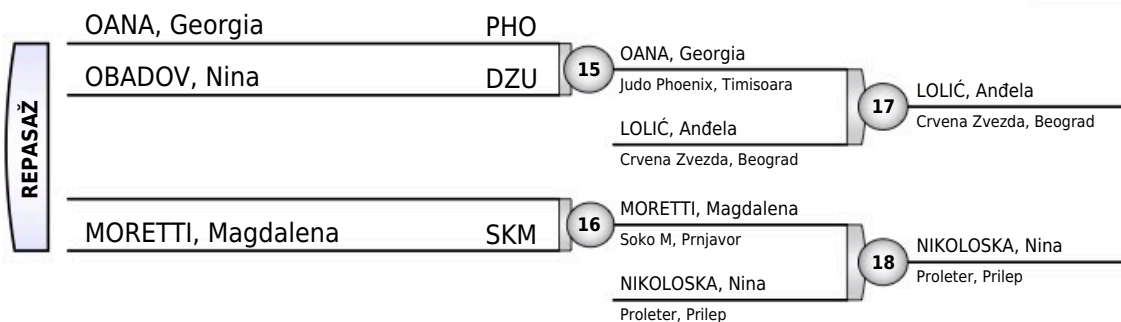 REPASAŽ
OANA, Georgia PHO
OBADOV, Nina DZU
15
OANA, Georgia
Judo Phoenix, Timisoara
LOLIĆ, Anđela
Crvena Zvezda, Beograd
17
LOLIĆ, Anđela
Crvena Zvezda, Beograd
MORETTI, Magdalena SKM
16
MORETTI, Magdalena
Soko M, Prnjavor
NIKOLOSKA, Nina
Proleter, Prilep
18
NIKOLOSKA, Nina
Proleter, Prilep